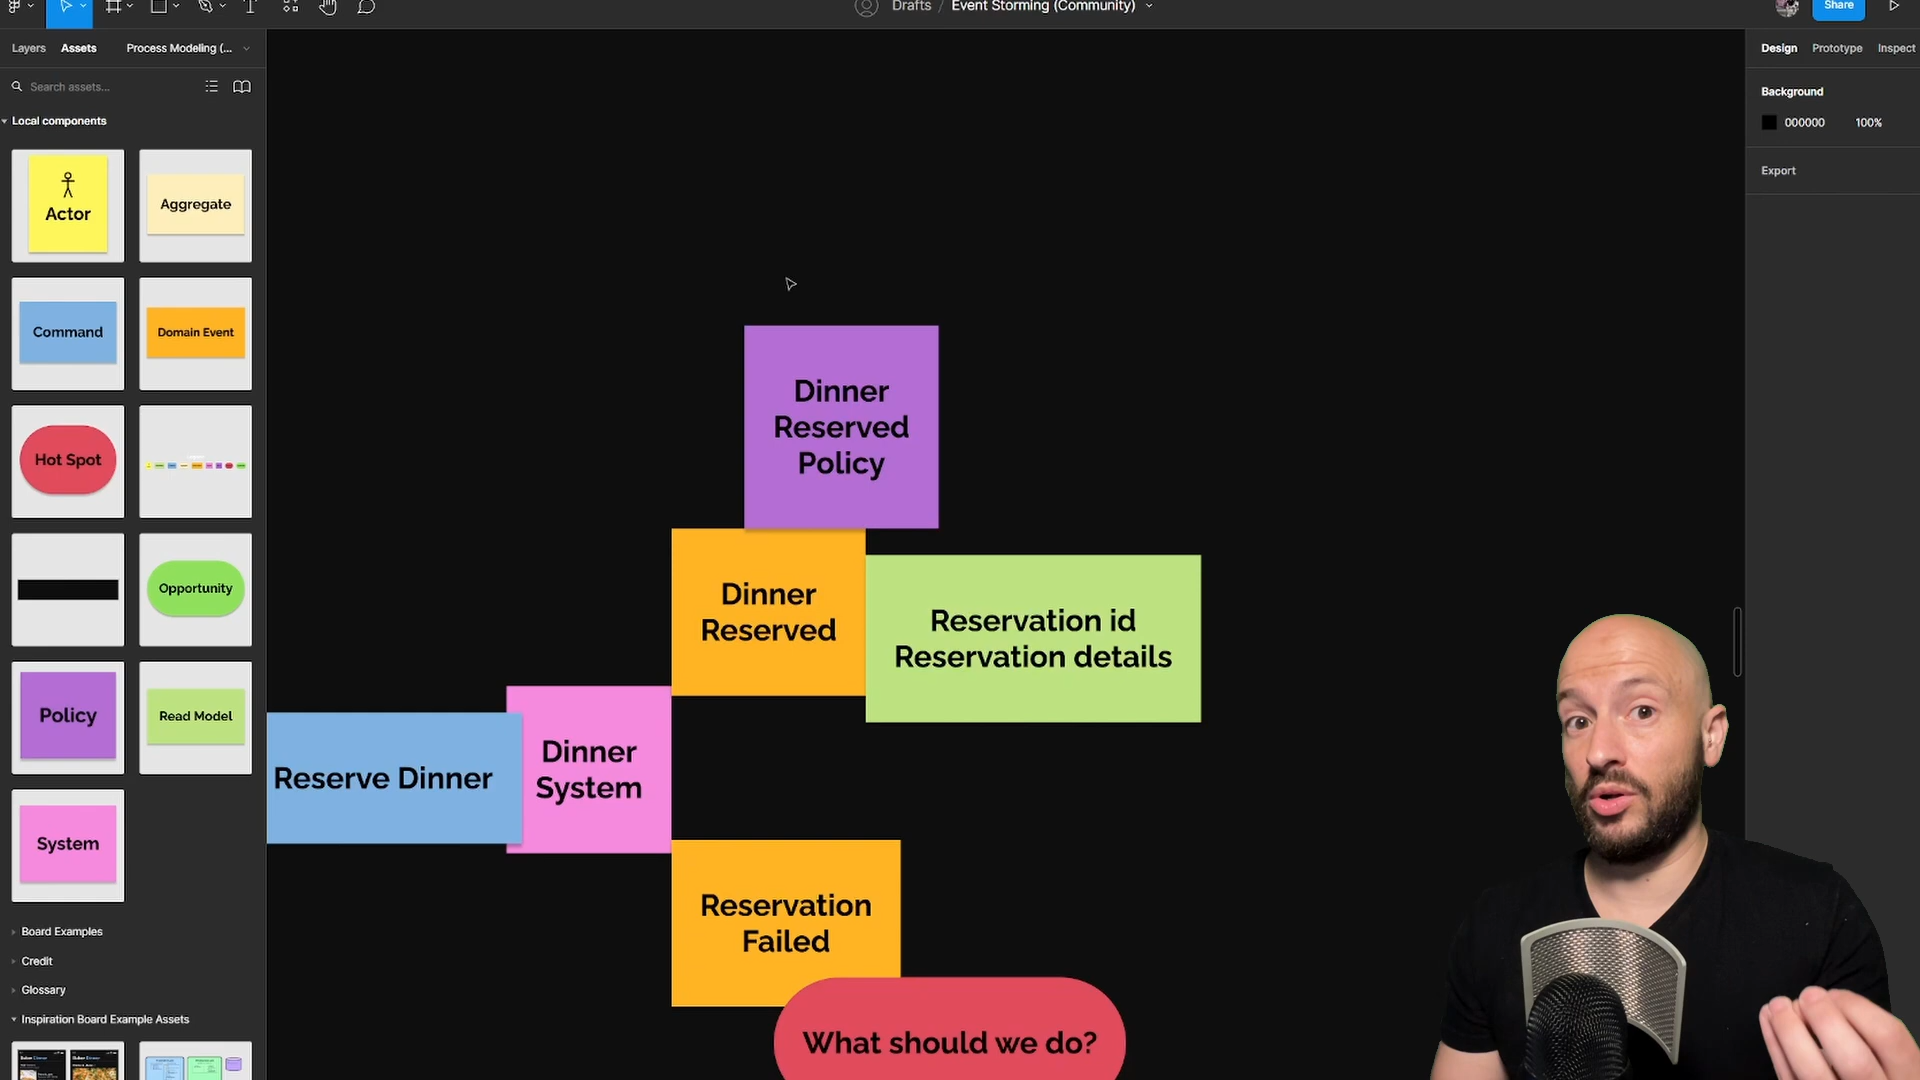 Drafts / Event Storming (Community)
Share
Layers Assets Process Modeling (...
Design Prototype Inspect
Search assets...
Background
000000 100%
Local components
Export
Actor
Aggregate
Command
Domain Event
Hot Spot
Opportunity
Policy
Read Model
System
Board Examples
Credit
Glossary
Inspiration Board Example Assets
Dinner
Reserved
Policy
Dinner
Reserved
Reservation id
Reservation details
Reserve Dinner
Dinner
System
Reservation
Failed
What should we do?